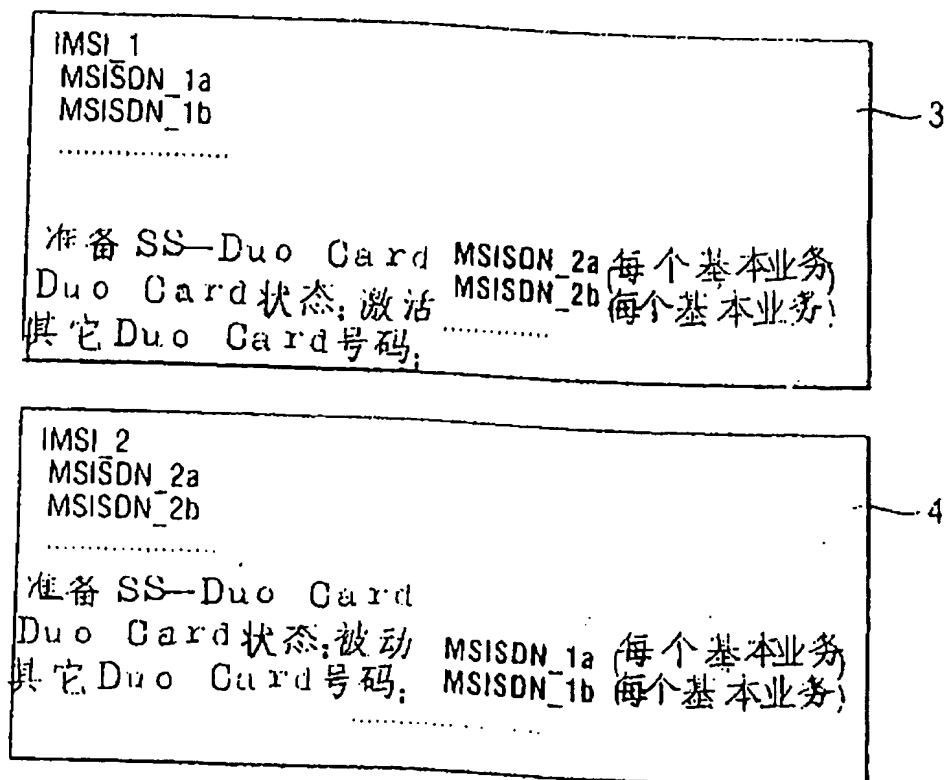 IMSI_1
MSISDN_1a
MSISDN_1b
....................
3
准备 SS—Duo Card
MSISDN_2a (每个基本业务)
Duo Card状态:激活
MSISDN_2b (每个基本业务)
............
其它Duo Card号码:
IMSI_2
MSISDN_2a
MSISDN_2b
....................
4
准备 SS—Duo Card
Duo Card状态:被动
MSISDN_1a (每个基本业务)
其它Duo Card号码:
MSISDN_1b (每个基本业务)
....................